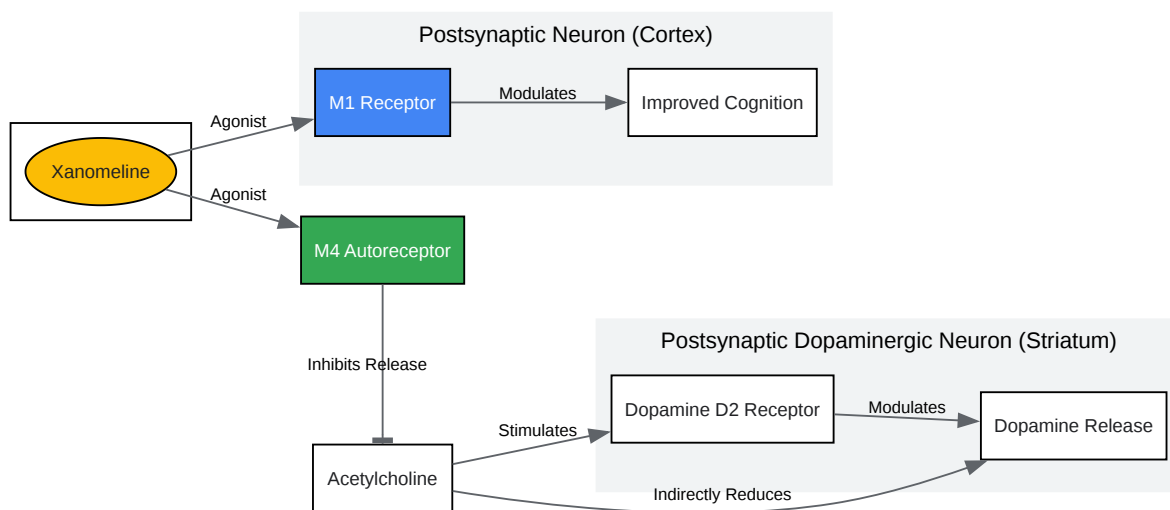 Postsynaptic Neuron (Cortex)
M1 Receptor
Modulates
Improved Cognition
Agonist
Xanomeline
Agonist
M4 Autoreceptor
Inhibits Release
Postsynaptic Dopaminergic Neuron (Striatum)
Dopamine D2 Receptor
Modulates
Dopamine Release
Stimulates
Acetylcholine
Indirectly Reduces